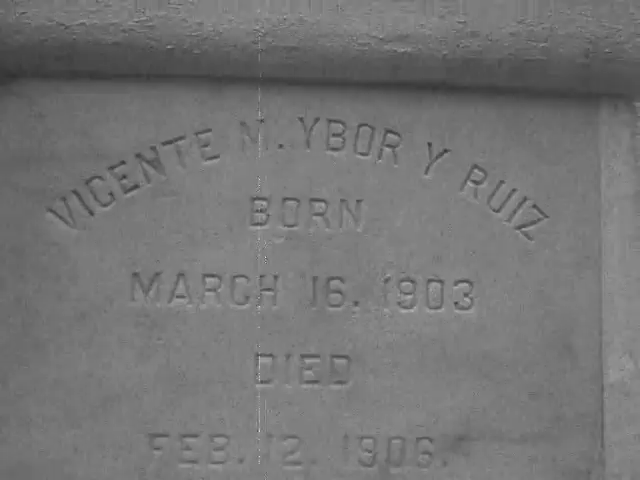 VICENTE M. YBOR Y RUIZ
BORN
MARCH 16. 1903
DIED
FEB. 12. 1906.